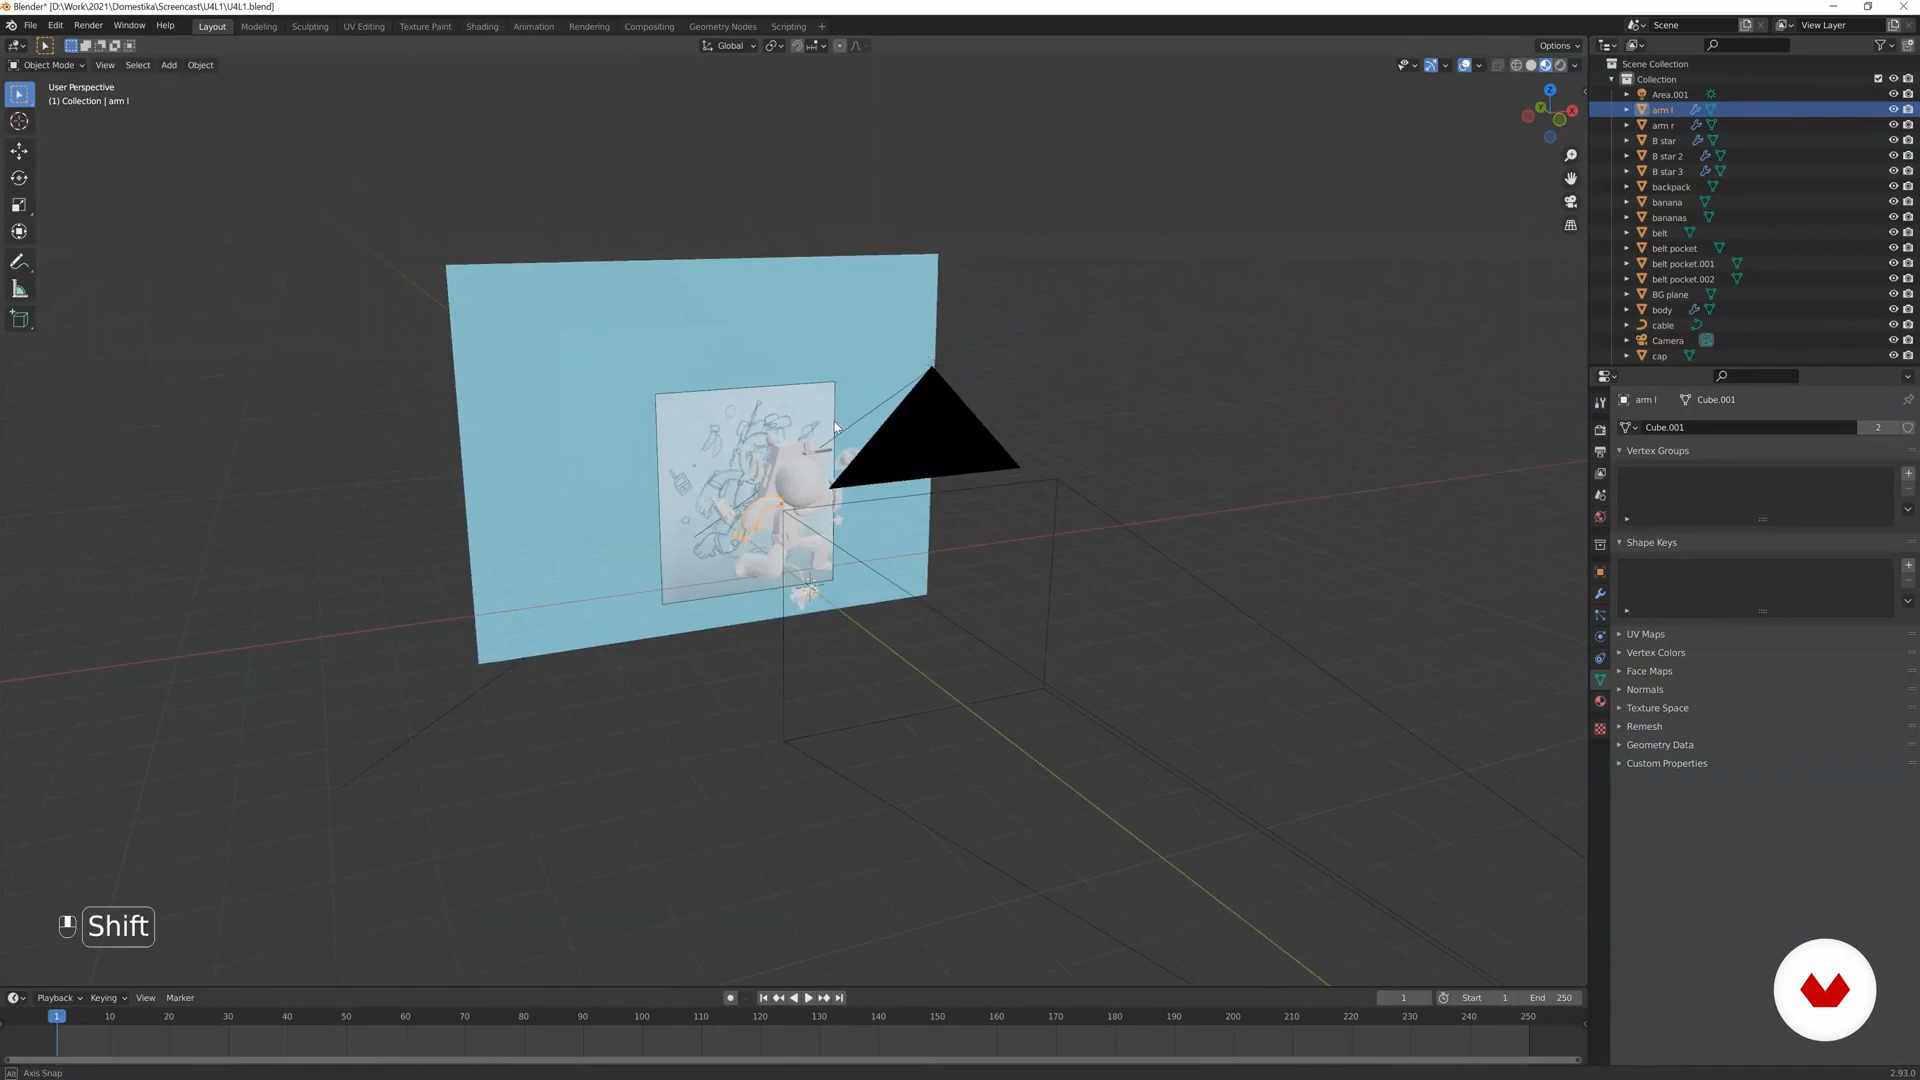 Blender* [D:\Work\2021\Domestika\Screencast\U4L1\U4L1.blend]
File Edit Render Window Help Layout Modeling Sculpting UV Editing Texture Paint Shading Animation Rendering Compositing Geometry Nodes Scripting + Scene View Layer
Global Options
Object Mode View Select Add Object
User Perspective
(1) Collection | arm l
Z
Y
X
Scene Collection
Collection
Area.001
arm l
arm r
B star
B star 2
B star 3
backpack
banana
bananas
belt
belt pocket
belt pocket.001
belt pocket.002
BG plane
body
cable
Camera
cap
arm l Cube.001
Cube.001 2
Vertex Groups
Shape Keys
UV Maps
Vertex Colors
Face Maps
Normals
Texture Space
Remesh
Geometry Data
Custom Properties
Shift
Playback Keying View Marker 1 Start 1 End 250
1 10 20 30 40 50 60 70 80 90 100 110 120 130 140 150 160 170 180 190 200 210 220 230 240 250
Alt Axis Snap 2.93.0